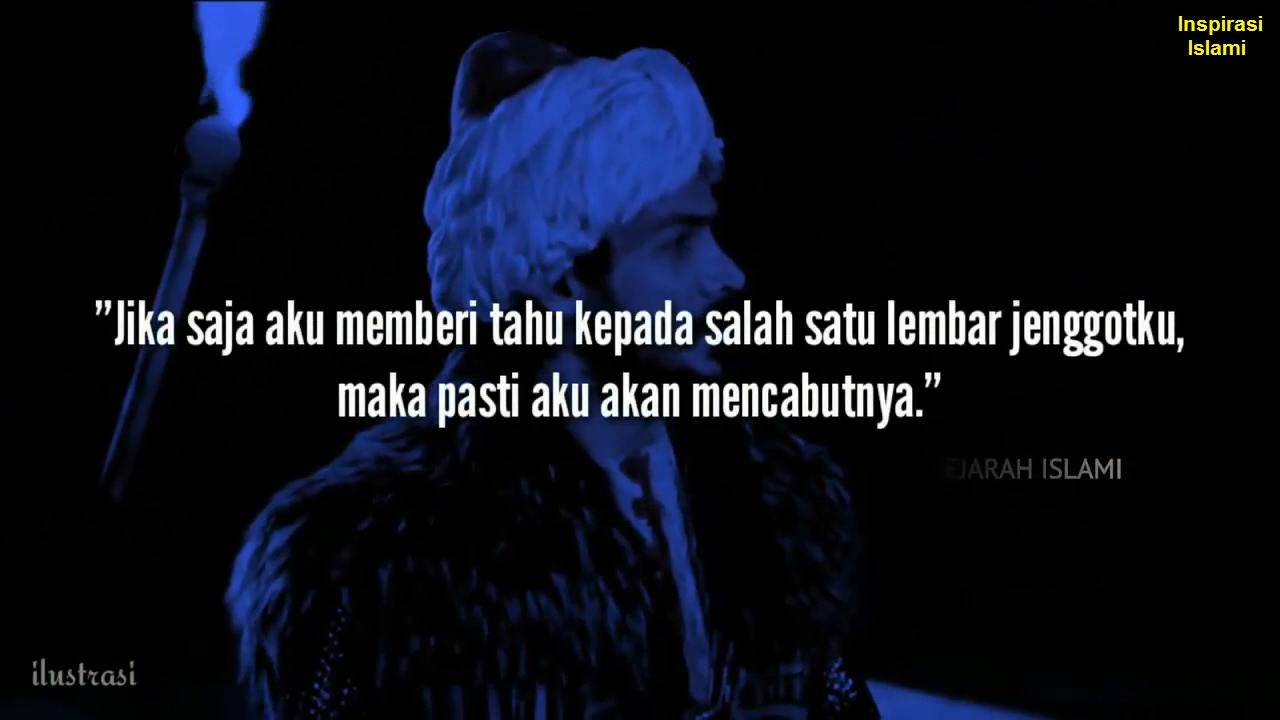 Inspirasi
Islami
”Jika saja aku memberi tahu kepada salah satu lembar jenggotku,
maka pasti aku akan mencabutnya.”
EJARAH ISLAMI
ilustrasi